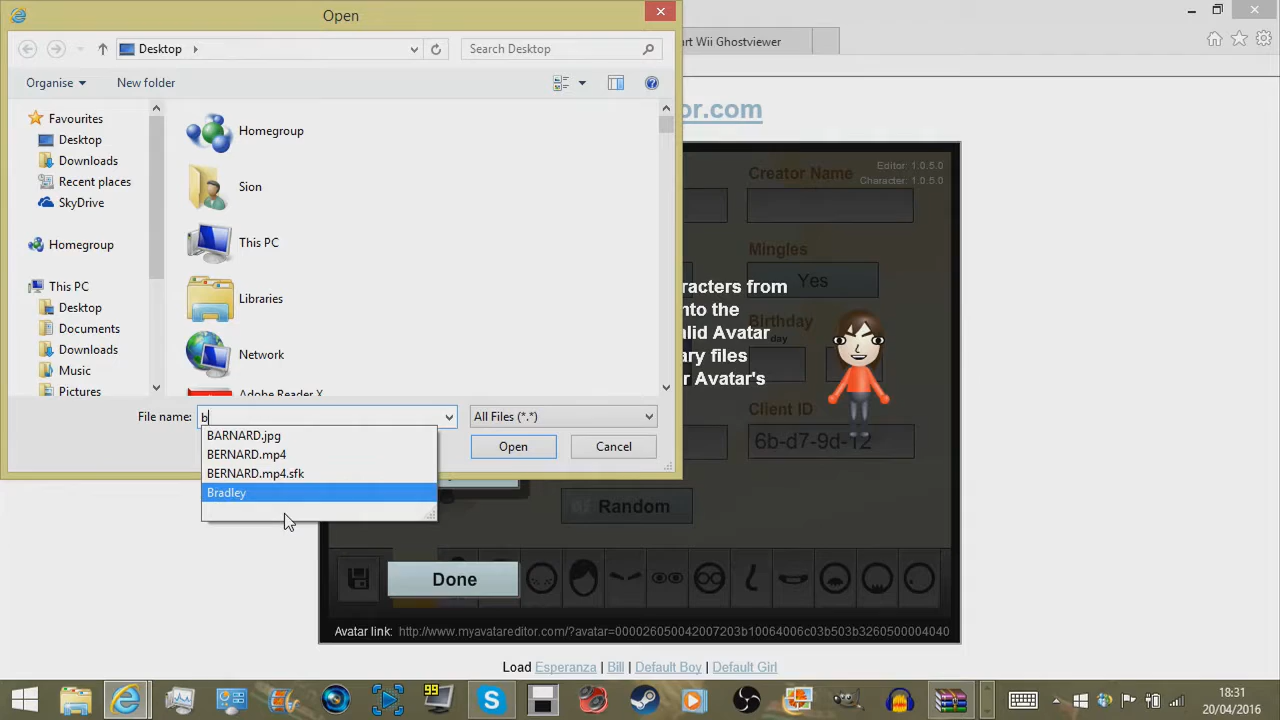 Open
Desktop
Search Desktop
art Wii Ghostviewer
Organise
New folder
or.com
Favourites
Desktop
Downloads
Recent places
SkyDrive
Homegroup
This PC
Desktop
Documents
Downloads
Music
Pictures
Homegroup
Sion
This PC
Libraries
Network
Adobe Reader X
File name:
b
All Files (*.*)
BARNARD.jpg
BERNARD.mp4
BERNARD.mp4.sfk
Bradley
Open
Cancel
Editor: 1.0.5.0
Character: 1.0.5.0
Creator Name
Mingles
Yes
aracters from
nto the
alid Avatar
ary files
r Avatar's
Birthday
day
Client ID
6b-d7-9d-12
Random
Done
Avatar link: http://www.myavatareditor.com/?avatar=000026050042007203b10064006c03b503b3260500004040
Load Esperanza | Bill | Default Boy | Default Girl
99
18:31
20/04/2016